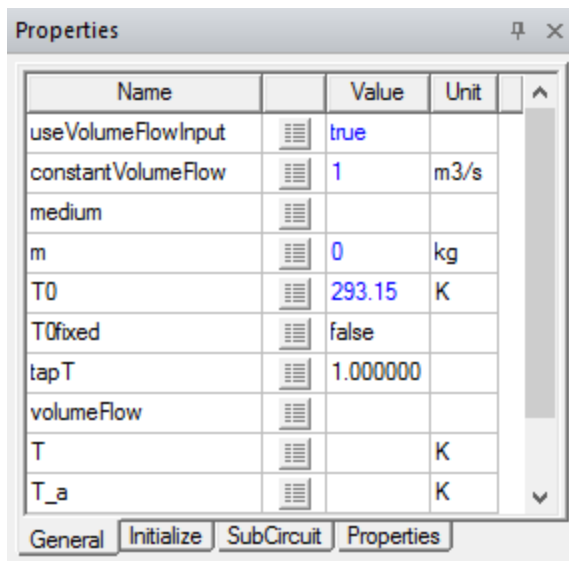 Properties
Name Value Unit
useVolumeFlowInput true
constantVolumeFlow 1 m3/s
medium
m 0 kg
T0 293.15 K
T0fixed false
tapT 1.000000
volumeFlow
T K
T_a K
General Initialize SubCircuit Properties